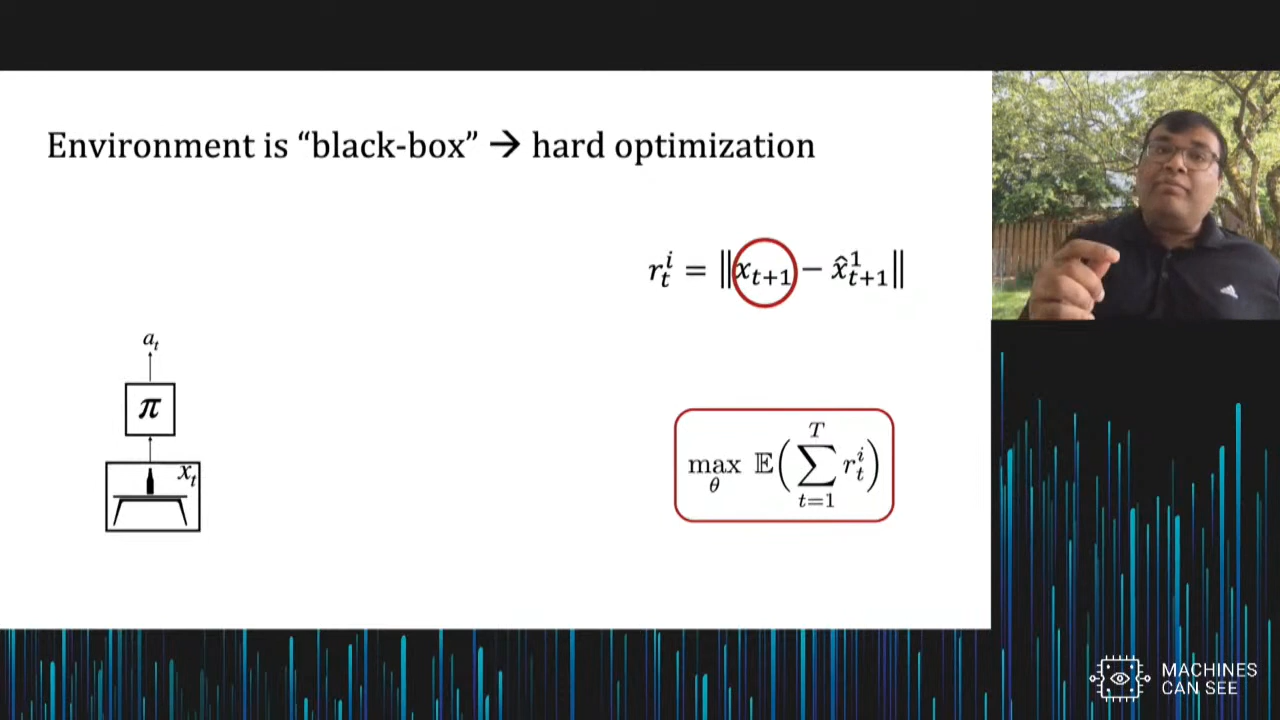 Environment is “black-box” → hard optimization
r_t^i = ‖x_{t+1} − x̂_{t+1}^1‖
a_t
π
x_t
max_θ 𝔼(∑_{t=1}^T r_t^i)
MACHINES
CAN SEE